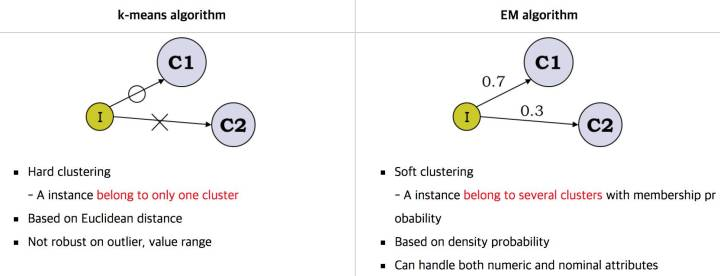 k-means algorithm
C1
I
C2
▪ Hard clustering
- A instance belong to only one cluster
▪ Based on Euclidean distance
▪ Not robust on outlier, value range
EM algorithm
C1
0.7
I
0.3
C2
▪ Soft clustering
- A instance belong to several clusters with membership pr
obability
▪ Based on density probability
▪ Can handle both numeric and nominal attributes